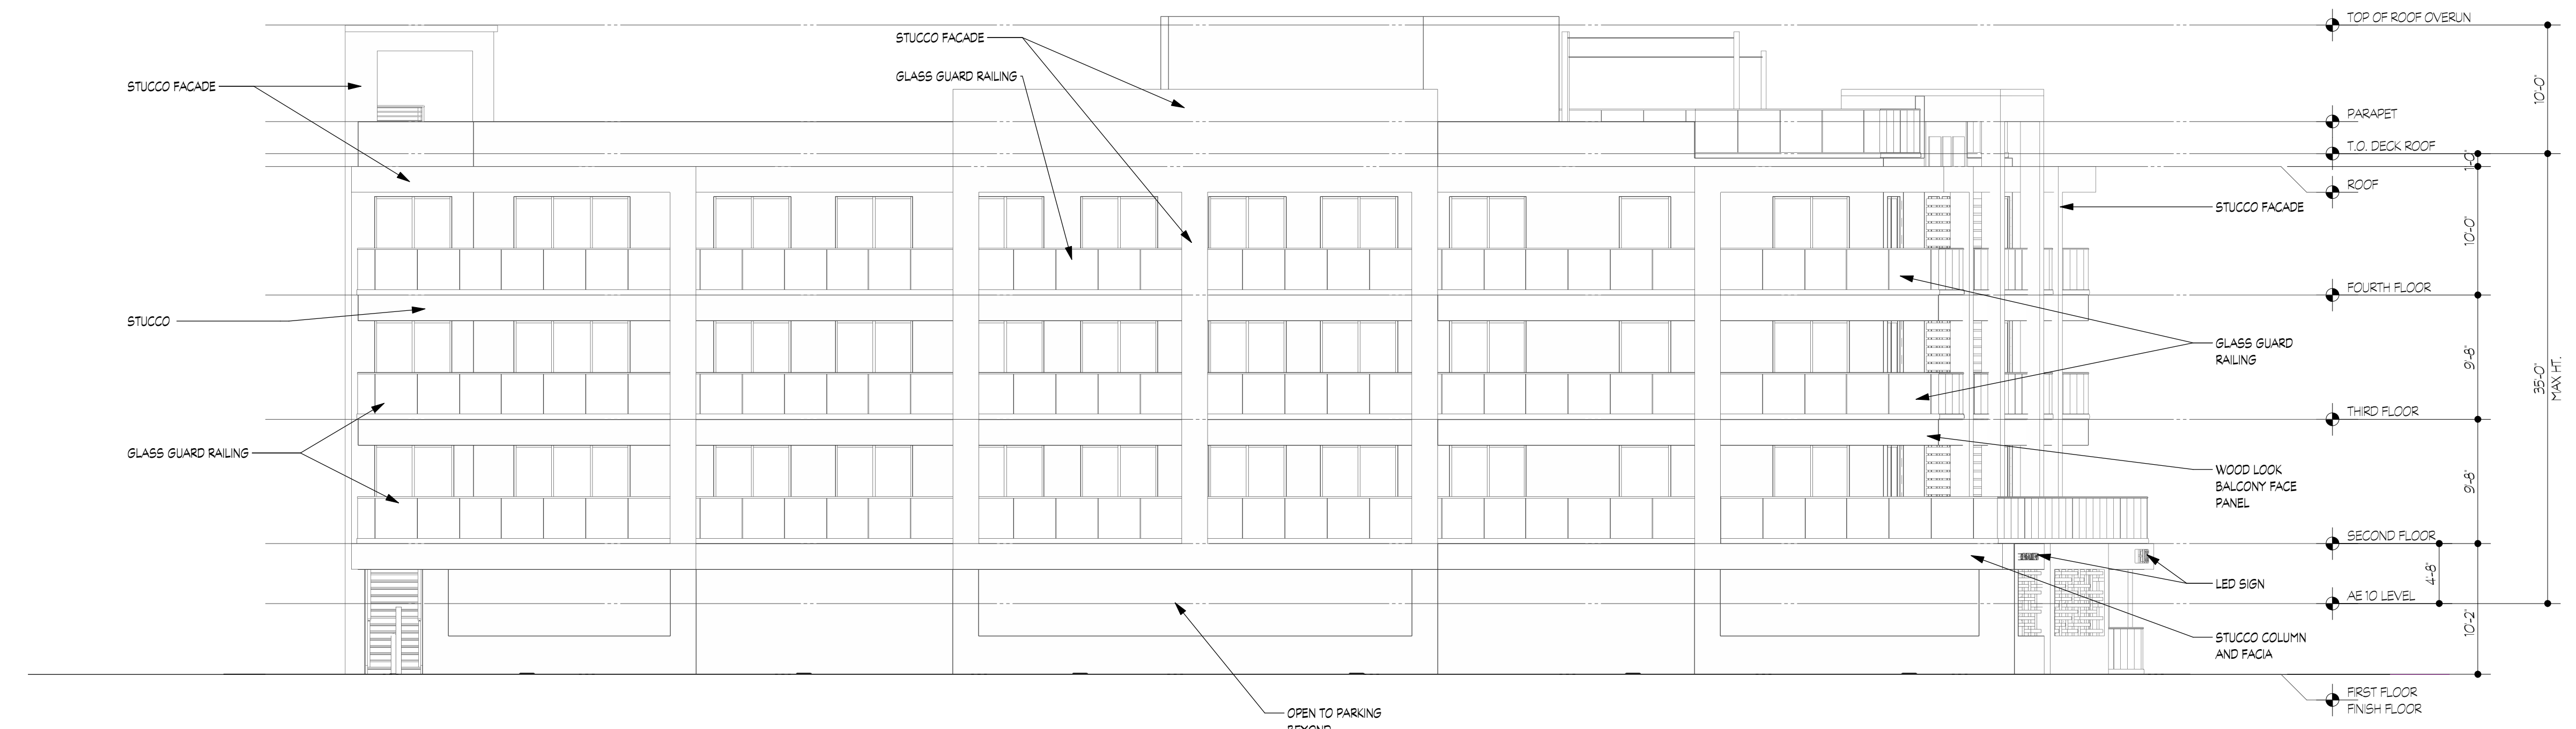 TOP OF ROOF OVERUN
STUCCO FACADE
GLASS GUARD RAILING
STUCCO FACADE
10'-0"
PARAPET
T.O. DECK ROOF
1'-0"
ROOF
STUCCO FACADE
10'-0"
FOURTH FLOOR
STUCCO
GLASS GUARD
RAILING
9'-8"
35'-0"
MAX HT.
THIRD FLOOR
GLASS GUARD RAILING
WOOD LOOK
BALCONY FACE
PANEL
9'-8"
SECOND FLOOR
LED SIGN
4'-8"
AE 10 LEVEL
10'-2"
STUCCO COLUMN
AND FACIA
FIRST FLOOR
FINISH FLOOR
OPEN TO PARKING
BEYOND